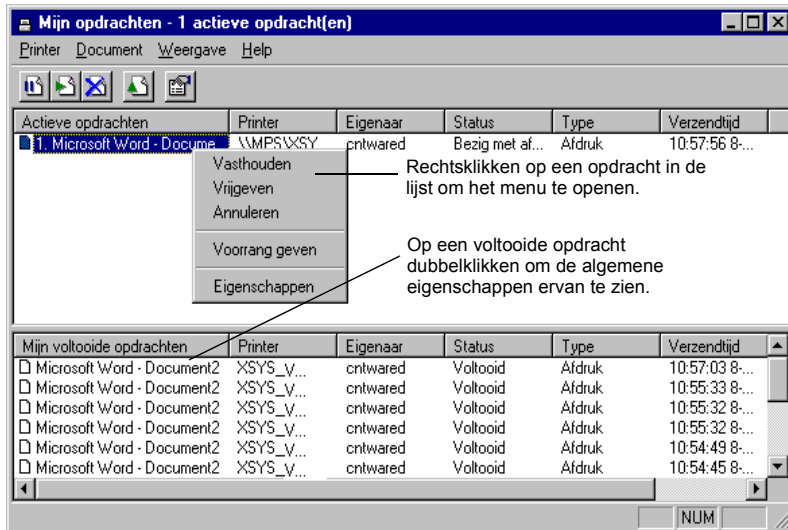 Mijn opdrachten - 1 actieve opdracht(en)
Printer Document Weergave Help
Actieve opdrachten Printer Eigenaar Status Type Verzendtijd
1. Microsoft Word - Docume... \\MPS\XSY... cntwared Bezig met af... Afdruk 10:57:56 8-...
Vasthouden
Vrijgeven
Annuleren
Voorrang geven
Eigenschappen
Rechtsklikken op een opdracht in de
lijst om het menu te openen.
Op een voltooide opdracht
dubbelklikken om de algemene
eigenschappen ervan te zien.
Mijn voltooide opdrachten Printer Eigenaar Status Type Verzendtijd
Microsoft Word - Document2 XSYS_V... cntwared Voltooid Afdruk 10:57:03 8-...
Microsoft Word - Document2 XSYS_V... cntwared Voltooid Afdruk 10:55:33 8-...
Microsoft Word - Document2 XSYS_V... cntwared Voltooid Afdruk 10:55:32 8-...
Microsoft Word - Document2 XSYS_V... cntwared Voltooid Afdruk 10:55:32 8-...
Microsoft Word - Document2 XSYS_V... cntwared Voltooid Afdruk 10:54:49 8-...
Microsoft Word - Document2 XSYS_V... cntwared Voltooid Afdruk 10:54:45 8-...
NUM